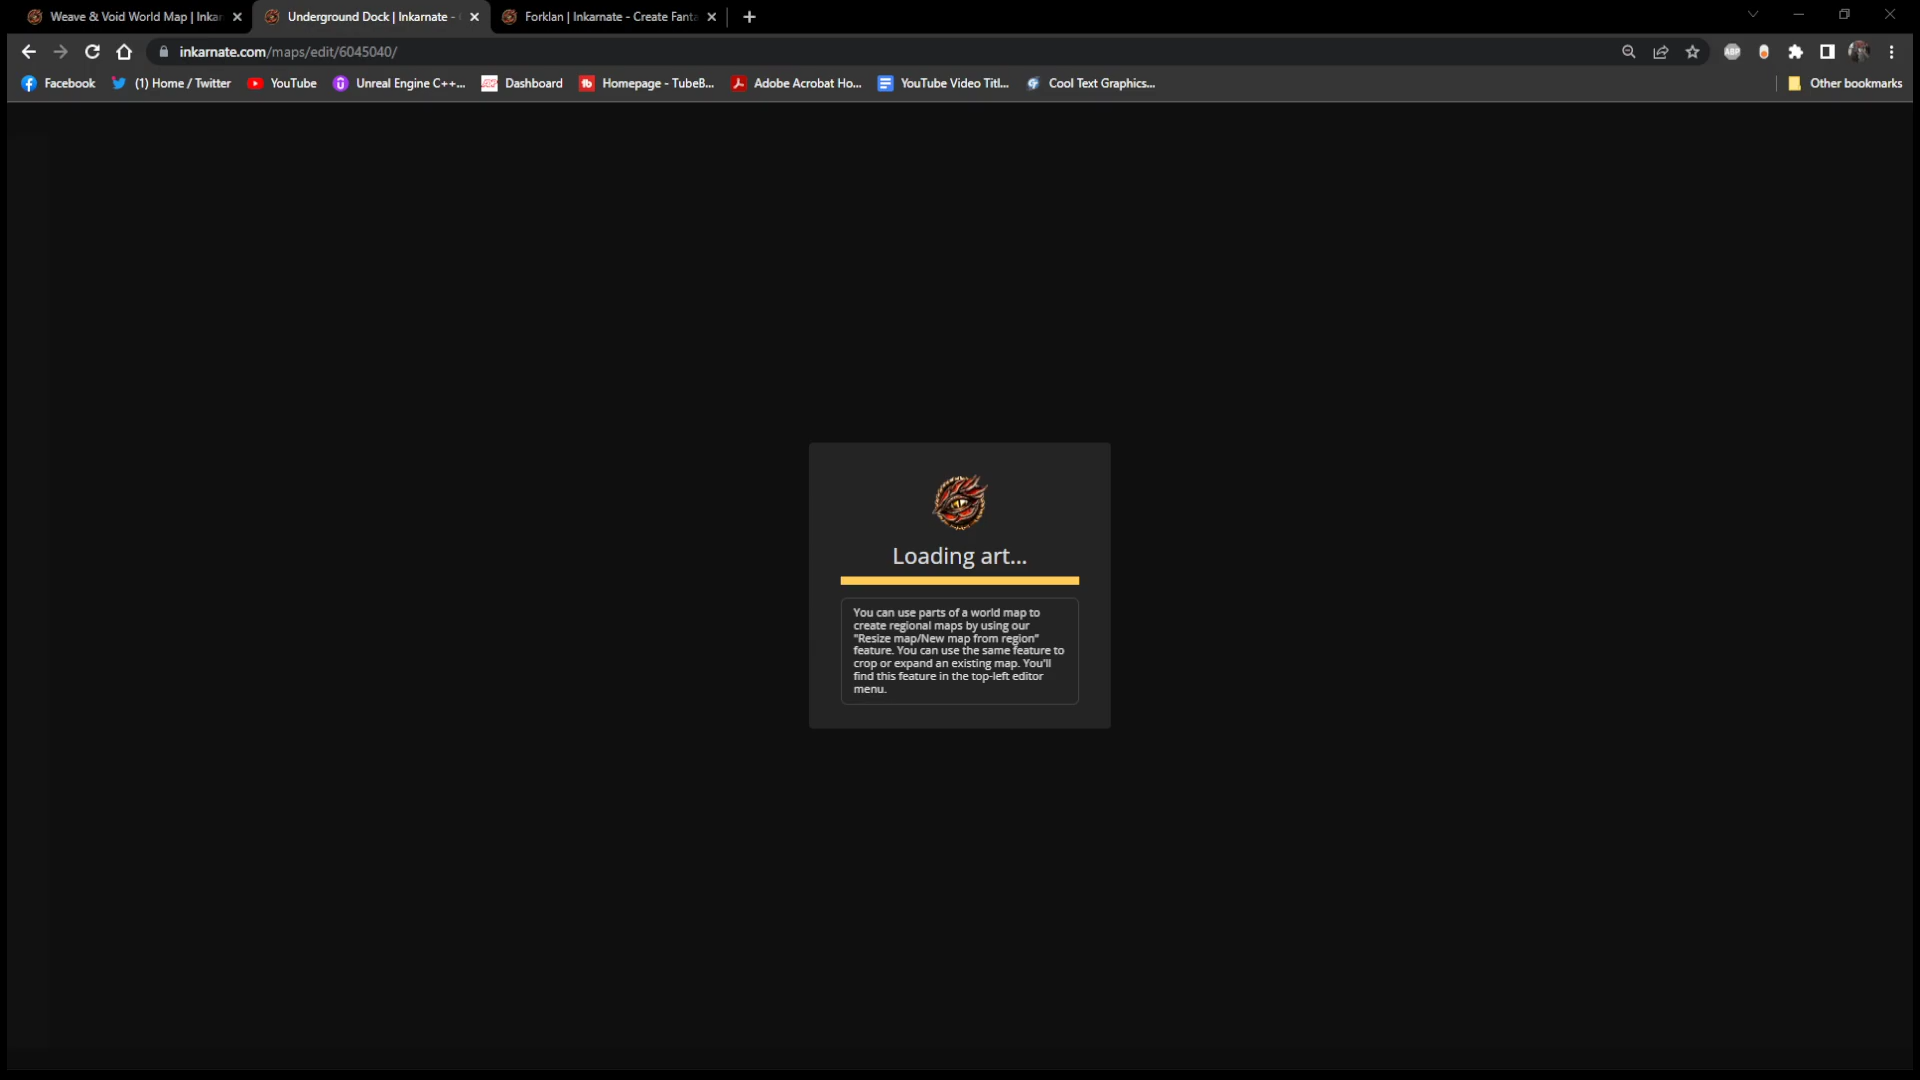 Weave & Void World Map | Inkar
Underground Dock | Inkarnate -
Forklan | Inkarnate - Create Fanta
inkarnate.com/maps/edit/6045040/
ABP
Facebook
(1) Home / Twitter
YouTube
Unreal Engine C++...
Dashboard
Homepage - TubeB...
Adobe Acrobat Ho...
YouTube Video Titl...
Cool Text Graphics...
Other bookmarks
Loading art...
You can use parts of a world map to
create regional maps by using our
"Resize map/New map from region"
feature. You can use the same feature to
crop or expand an existing map. You'll
find this feature in the top-left editor
menu.